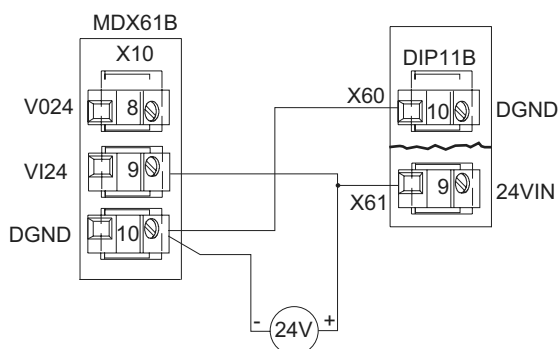 MDX61B
X10
V024
8
VI24
9
DGND
10
DIP11B
X60
10
DGND
X61
9
24VIN
- 24V +